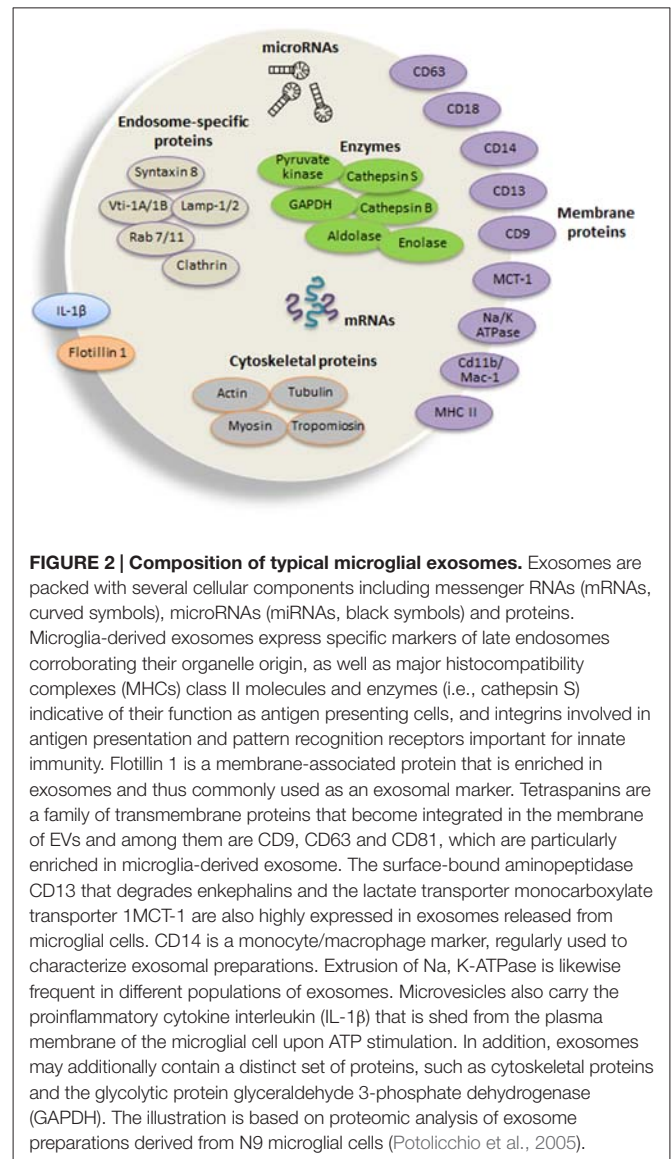 microRNAs
CD63
CD18
Endosome-specific
proteins
Enzymes
CD14
Syntaxin 8
Pyruvate
kinase
Cathepsin S
CD13
Vti-1A/1B
Lamp-1/2
GAPDH
Cathepsin B
Membrane
proteins
Rab 7/11
Aldolase
Enolase
CD9
Clathrin
MCT-1
IL-1β
mRNAs
Na/K
ATPase
Flotillin 1
Cytoskeletal proteins
Cd11b/
Mac-1
Actin
Tubulin
MHC II
Myosin
Tropomiosin
FIGURE 2 | Composition of typical microglial exosomes. Exosomes are
packed with several cellular components including messenger RNAs (mRNAs,
curved symbols), microRNAs (miRNAs, black symbols) and proteins.
Microglia-derived exosomes express specific markers of late endosomes
corroborating their organelle origin, as well as major histocompatibility
complexes (MHCs) class II molecules and enzymes (i.e., cathepsin S)
indicative of their function as antigen presenting cells, and integrins involved in
antigen presentation and pattern recognition receptors important for innate
immunity. Flotillin 1 is a membrane-associated protein that is enriched in
exosomes and thus commonly used as an exosomal marker. Tetraspanins are
a family of transmembrane proteins that become integrated in the membrane
of EVs and among them are CD9, CD63 and CD81, which are particularly
enriched in microglia-derived exosome. The surface-bound aminopeptidase
CD13 that degrades enkephalins and the lactate transporter monocarboxylate
transporter 1MCT-1 are also highly expressed in exosomes released from
microglial cells. CD14 is a monocyte/macrophage marker, regularly used to
characterize exosomal preparations. Extrusion of Na, K-ATPase is likewise
frequent in different populations of exosomes. Microvesicles also carry the
proinflammatory cytokine interleukin (IL-1β) that is shed from the plasma
membrane of the microglial cell upon ATP stimulation. In addition, exosomes
may additionally contain a distinct set of proteins, such as cytoskeletal proteins
and the glycolytic protein glyceraldehyde 3-phosphate dehydrogenase
(GAPDH). The illustration is based on proteomic analysis of exosome
preparations derived from N9 microglial cells (Potolicchio et al., 2005).